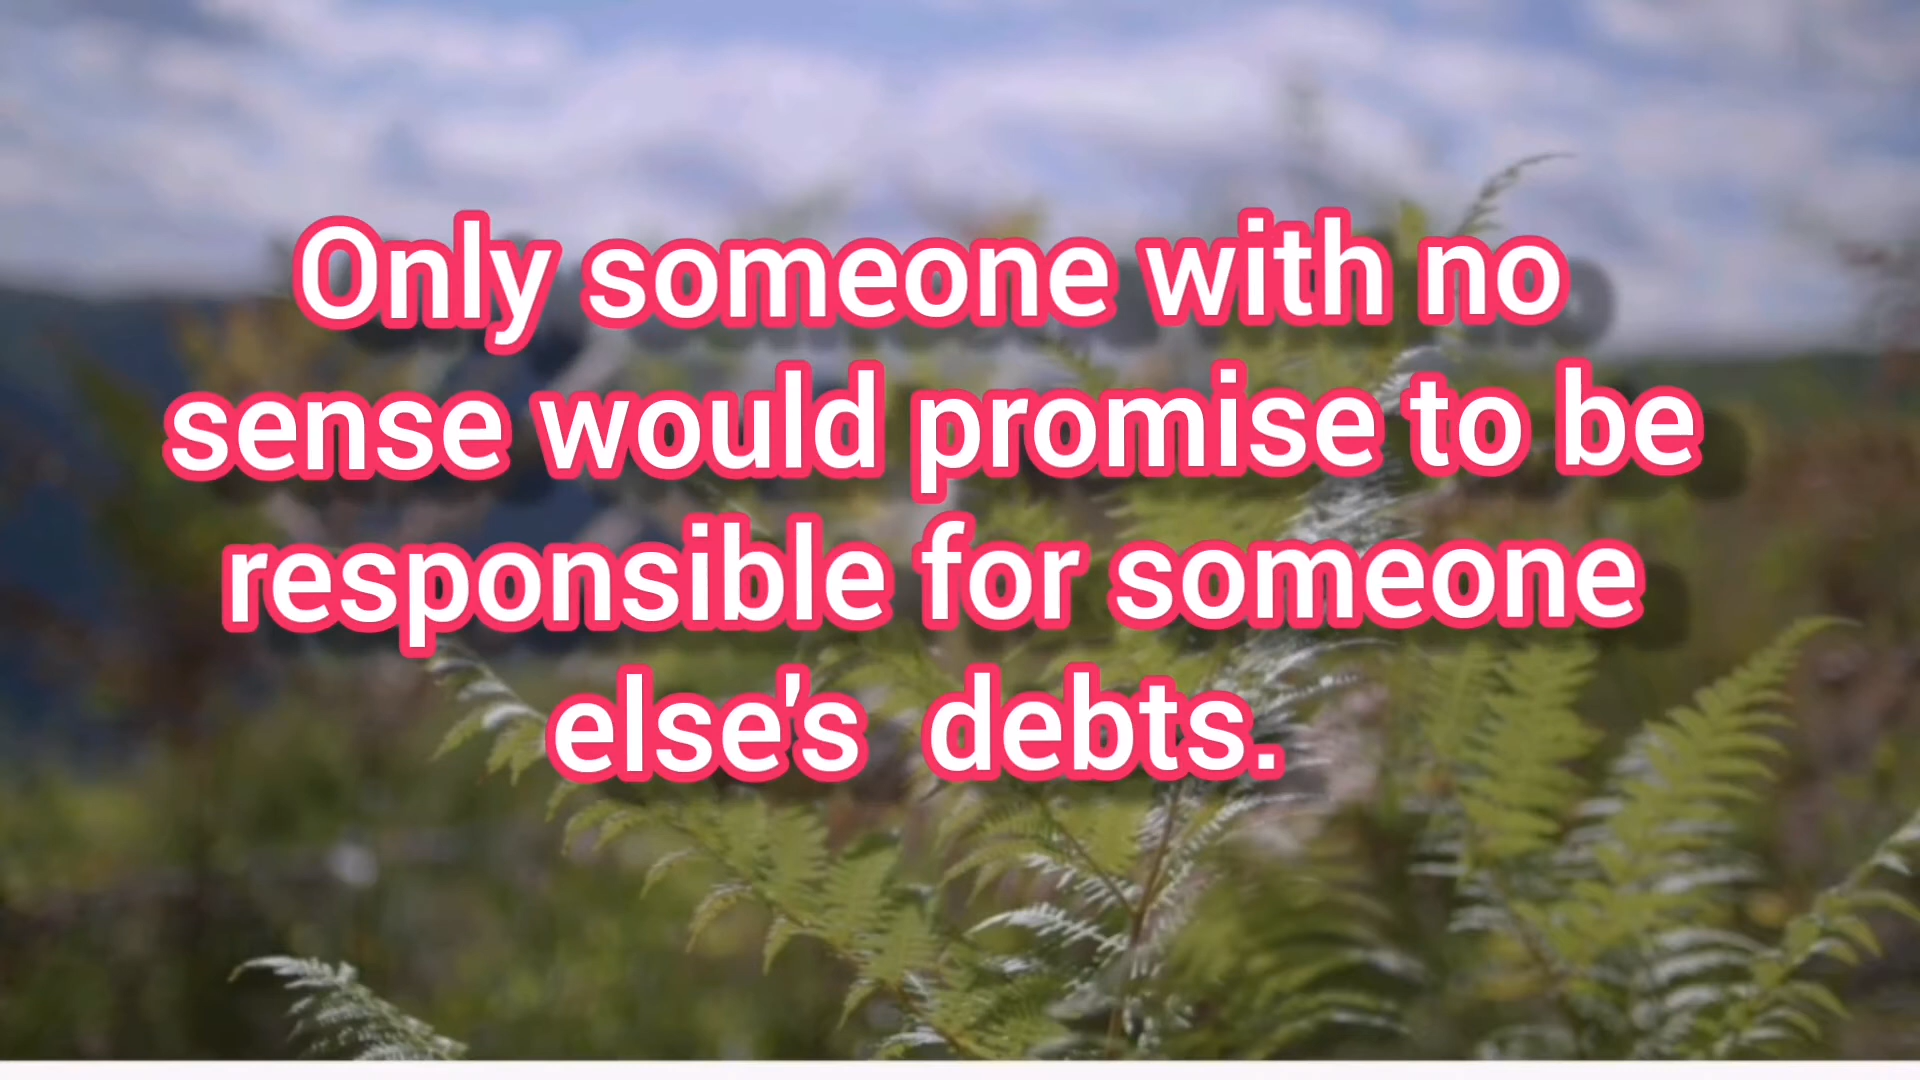 Only someone with no
sense would promise to be
responsible for someone
else's  debts.